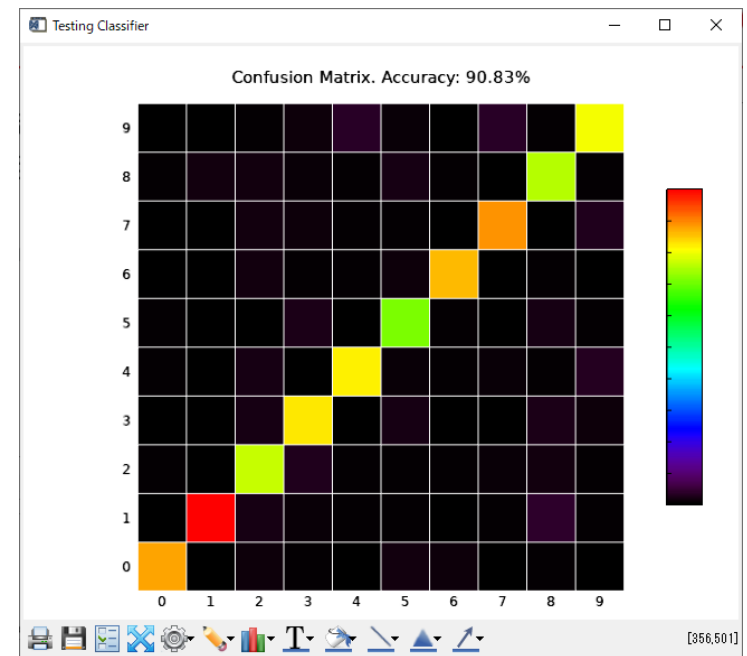 Testing Classifier
Confusion Matrix. Accuracy: 90.83%
9
8
7
6
5
4
3
2
1
0
0 1 2 3 4 5 6 7 8 9
T
[356,501]